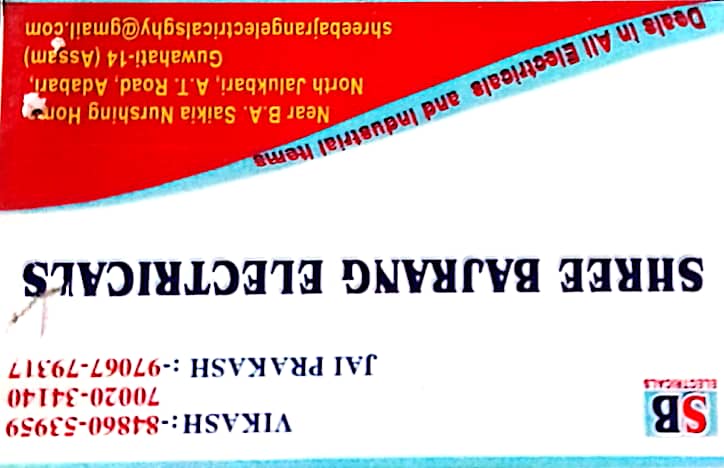 SB
ELECTRICALS
VIKASH:-84860-53959
70020-34140
JAI PRAKASH :-97067-79317
SHREE BAJRANG ELECTRICALS
Deals in All Electricals and Industrial Items
Near B.A. Saikia Nurshing Home,
North Jalukbari, A.T. Road, Adabari,
Guwahati-14 (Assam)
shreebajrangelectricalsghy@gmail.com